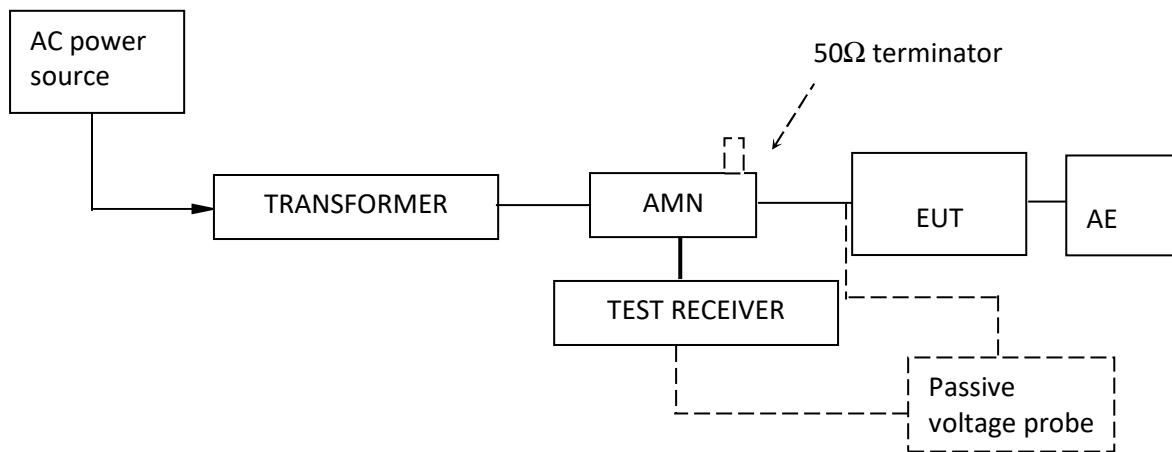 AC power
source
50Ω terminator
TRANSFORMER
AMN
EUT
AE
TEST RECEIVER
Passive
voltage probe